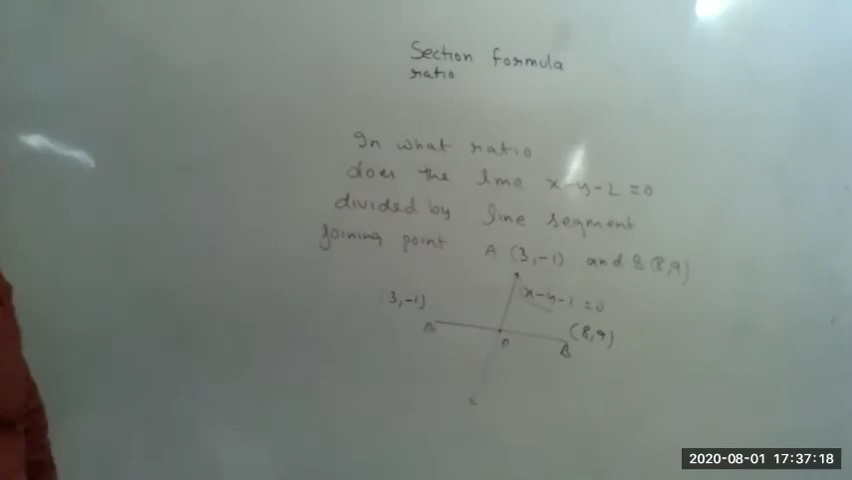 Section formula
ratio
In what ratio
does the line x-y-2=0
divided by line segment
Joining point A (3,-1) and B (8,9)
(3,-1)
x-y-2=0
(8,9)
A
P
B
2020-08-01 17:37:18